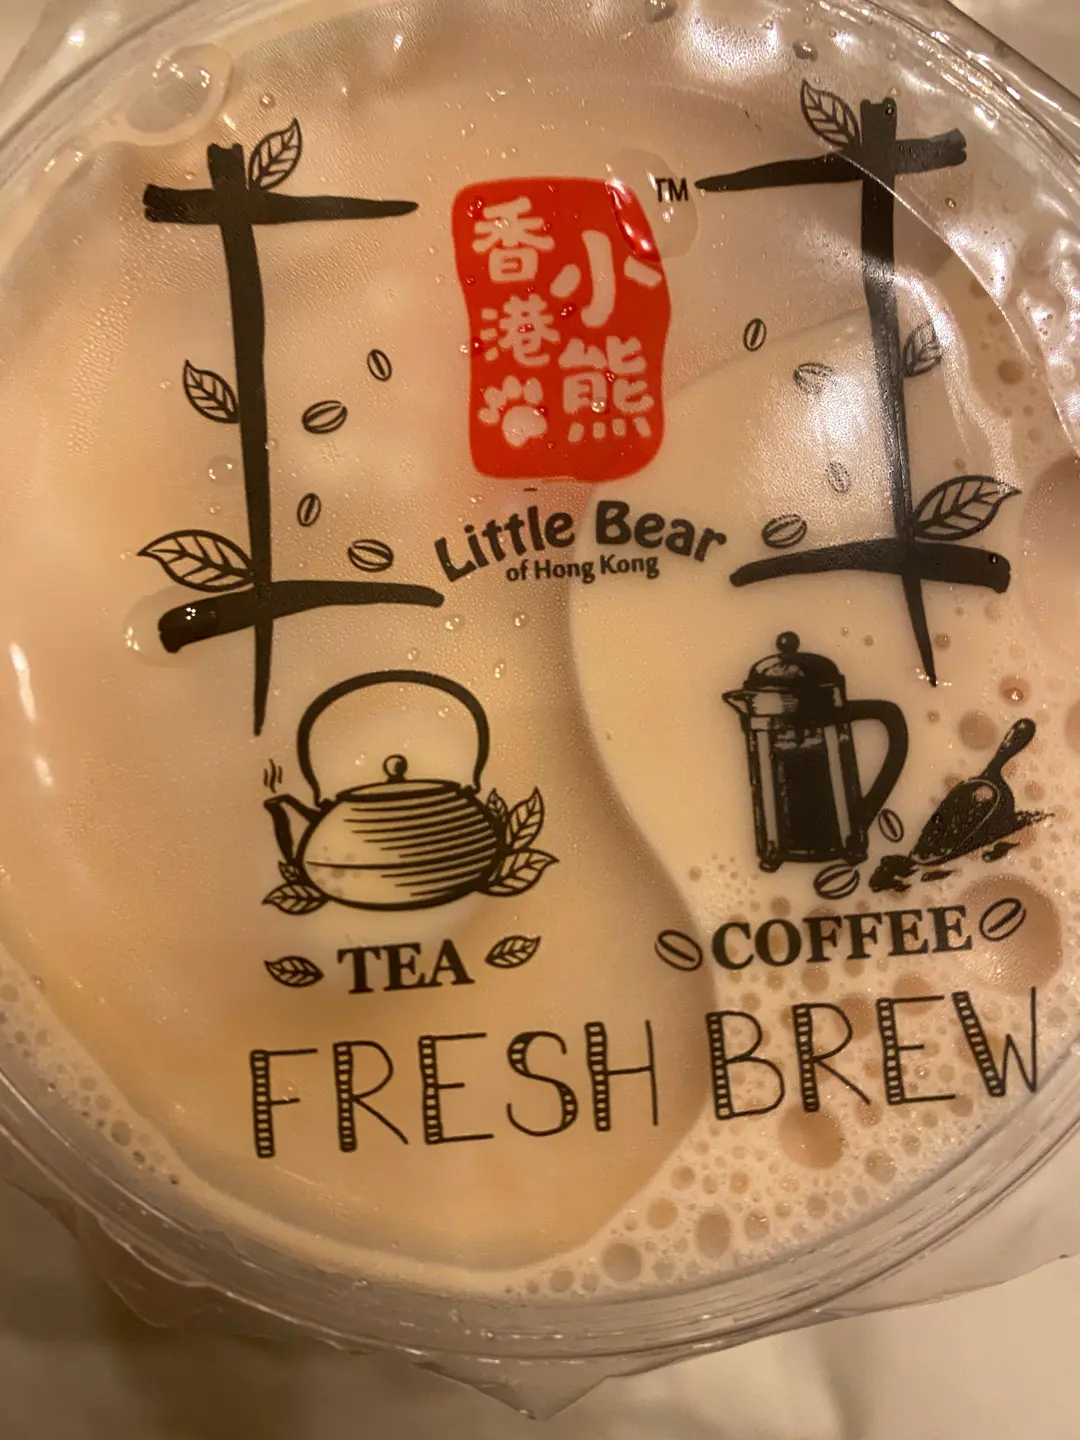 小熊
香港
TM
Little Bear
of Hong Kong
TEA
COFFEE
FRESH BREW